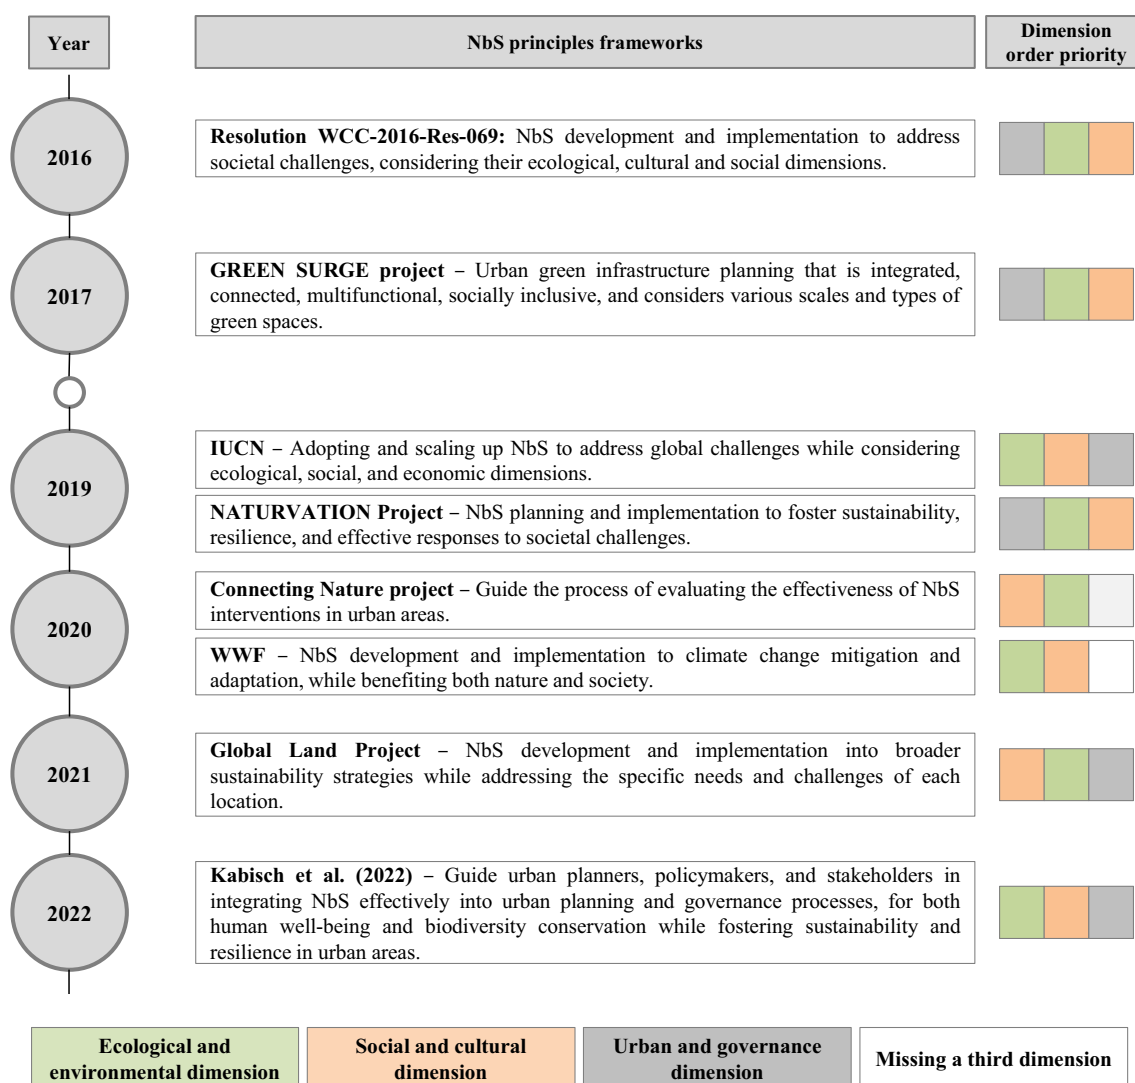 Year
NbS principles frameworks
Dimension
order priority
2016
Resolution WCC-2016-Res-069: NbS development and implementation to address
societal challenges, considering their ecological, cultural and social dimensions.
2017
GREEN SURGE project – Urban green infrastructure planning that is integrated,
connected, multifunctional, socially inclusive, and considers various scales and types of
green spaces.
2019
IUCN – Adopting and scaling up NbS to address global challenges while considering
ecological, social, and economic dimensions.
NATURVATION Project – NbS planning and implementation to foster sustainability,
resilience, and effective responses to societal challenges.
2020
Connecting Nature project – Guide the process of evaluating the effectiveness of NbS
interventions in urban areas.
WWF – NbS development and implementation to climate change mitigation and
adaptation, while benefiting both nature and society.
2021
Global Land Project – NbS development and implementation into broader
sustainability strategies while addressing the specific needs and challenges of each
location.
2022
Kabisch et al. (2022) – Guide urban planners, policymakers, and stakeholders in
integrating NbS effectively into urban planning and governance processes, for both
human well-being and biodiversity conservation while fostering sustainability and
resilience in urban areas.
Ecological and
environmental dimension
Social and cultural
dimension
Urban and governance
dimension
Missing a third dimension